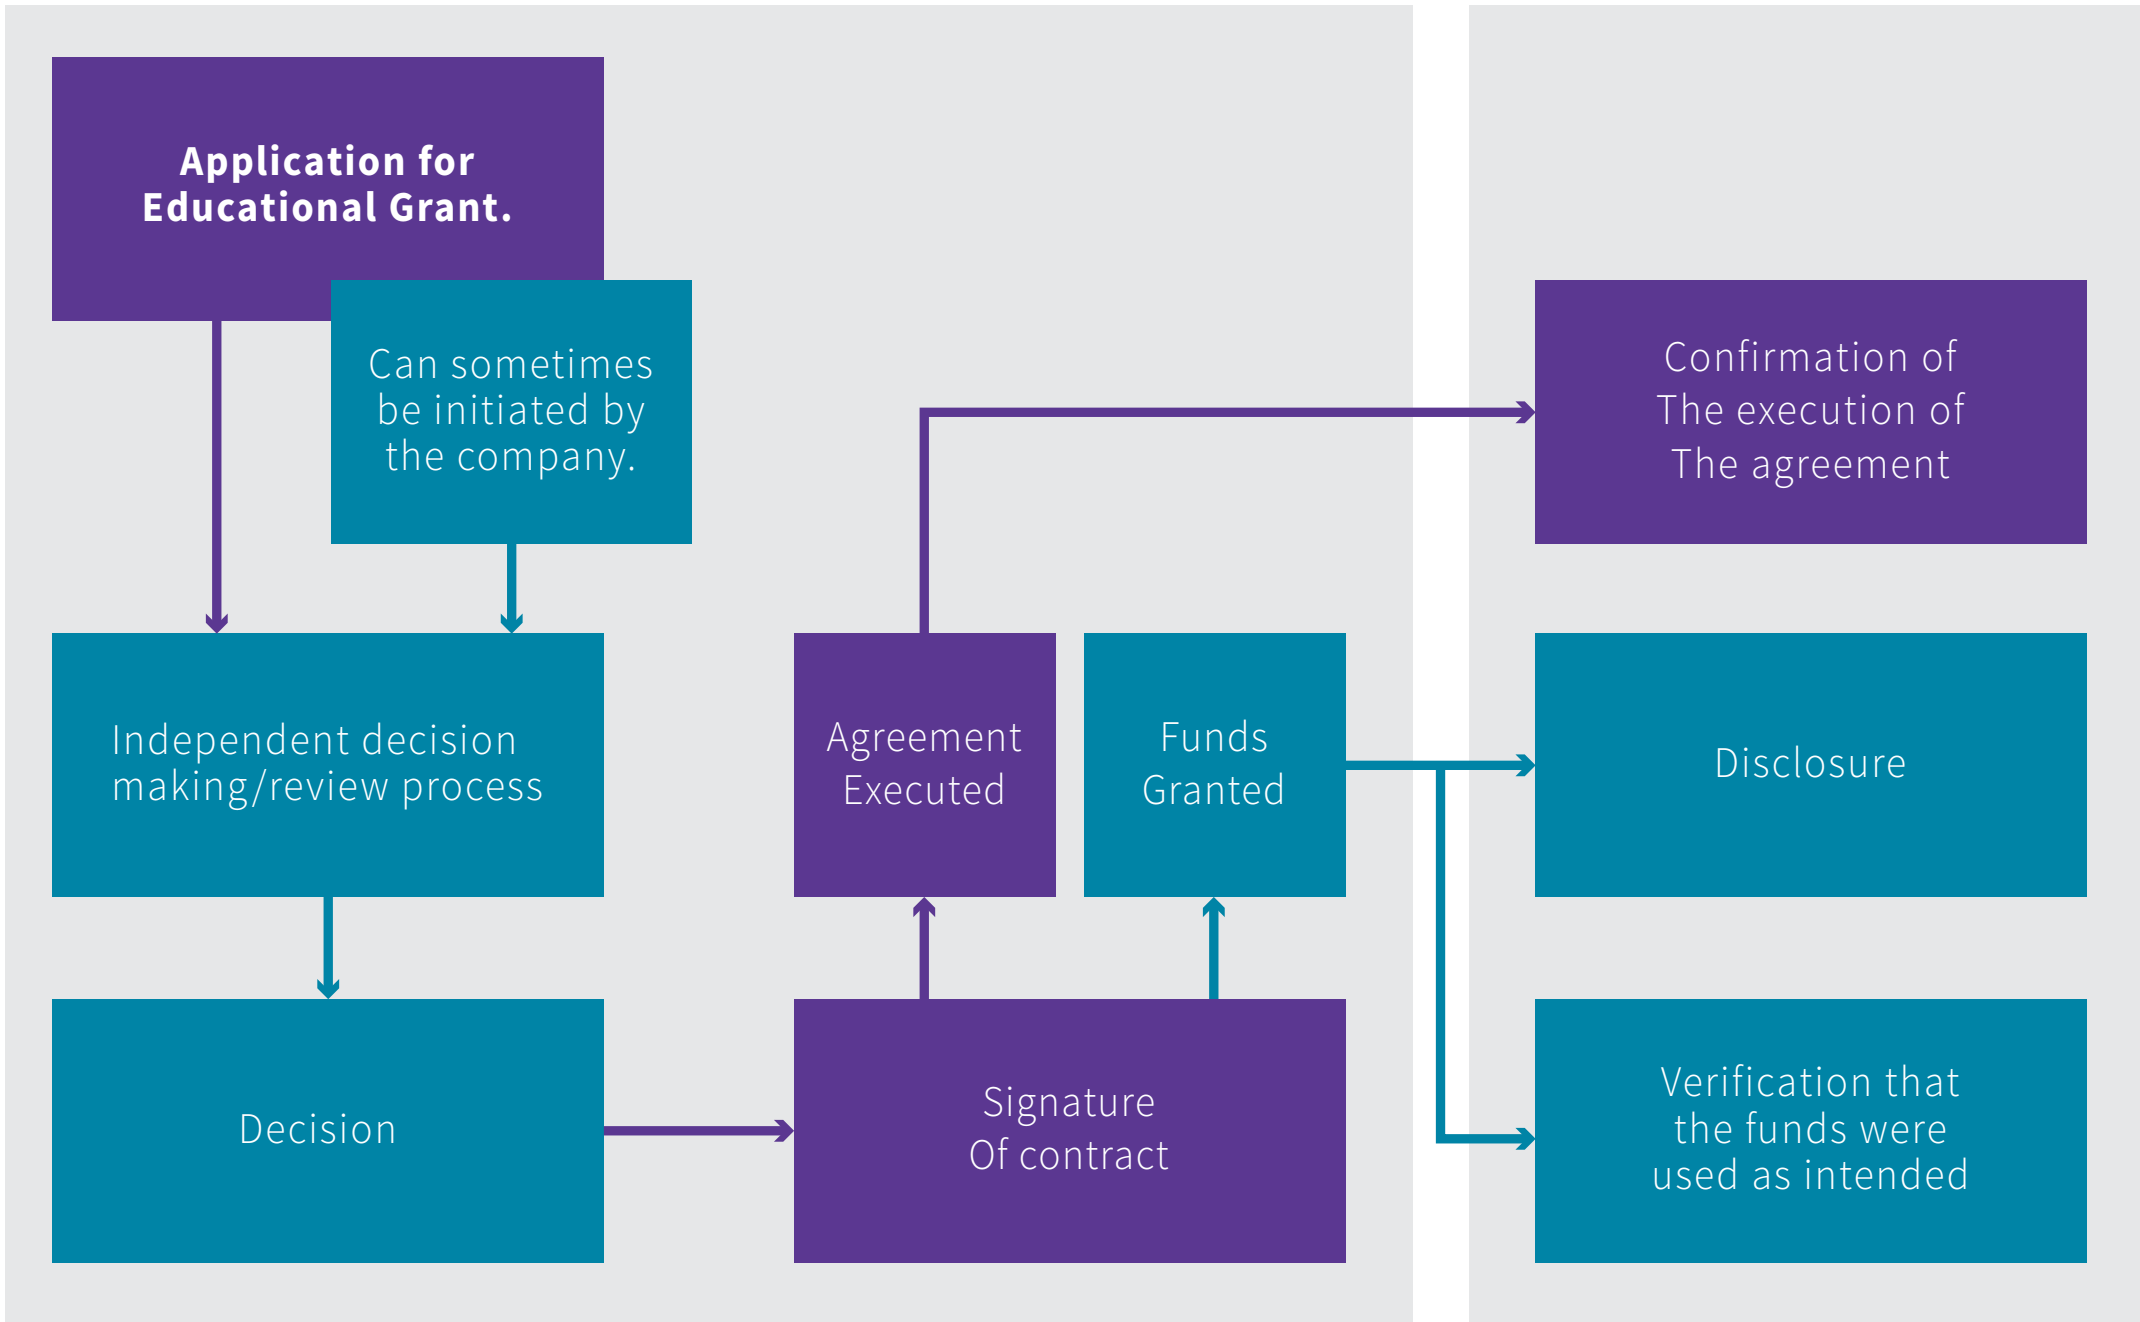 Application for
Educational Grant.
Can sometimes
be initiated by
the company.
Independent decision
making/review process
Decision
Signature
Of contract
Agreement
Executed
Funds
Granted
Confirmation of
The execution of
The agreement
Disclosure
Verification that
the funds were
used as intended